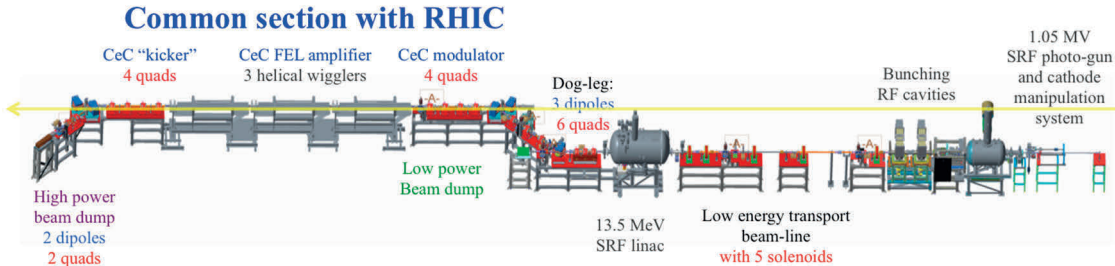 Common section with RHIC
CeC “kicker”
4 quads
CeC FEL amplifier
3 helical wigglers
CeC modulator
4 quads
Dog-leg:
3 dipoles
6 quads
Bunching
RF cavities
1.05 MV
SRF photo-gun
and cathode
manipulation
system
High power
beam dump
2 dipoles
2 quads
Low power
Beam dump
13.5 MeV
SRF linac
Low energy transport
beam-line
with 5 solenoids